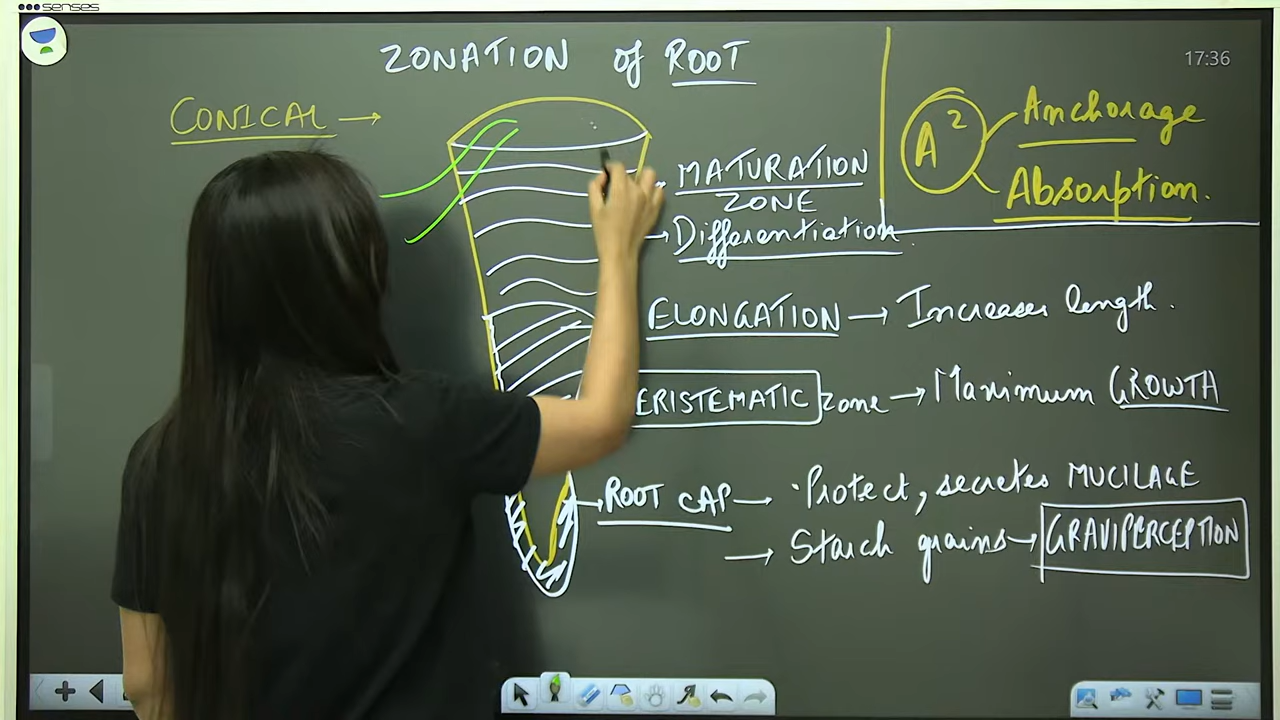 senses
17:36
ZONATION of ROOT
CONICAL →
A²
Anchorage
Absorption.
MATURATION
ZONE
→ Differentiation
ELONGATION → Increases length.
ERISTEMATIC zone → Maximum GROWTH
→ ROOT CAP → Protect, secretes MUCILAGE
→ Starch grains → GRAVIPERCEPTION